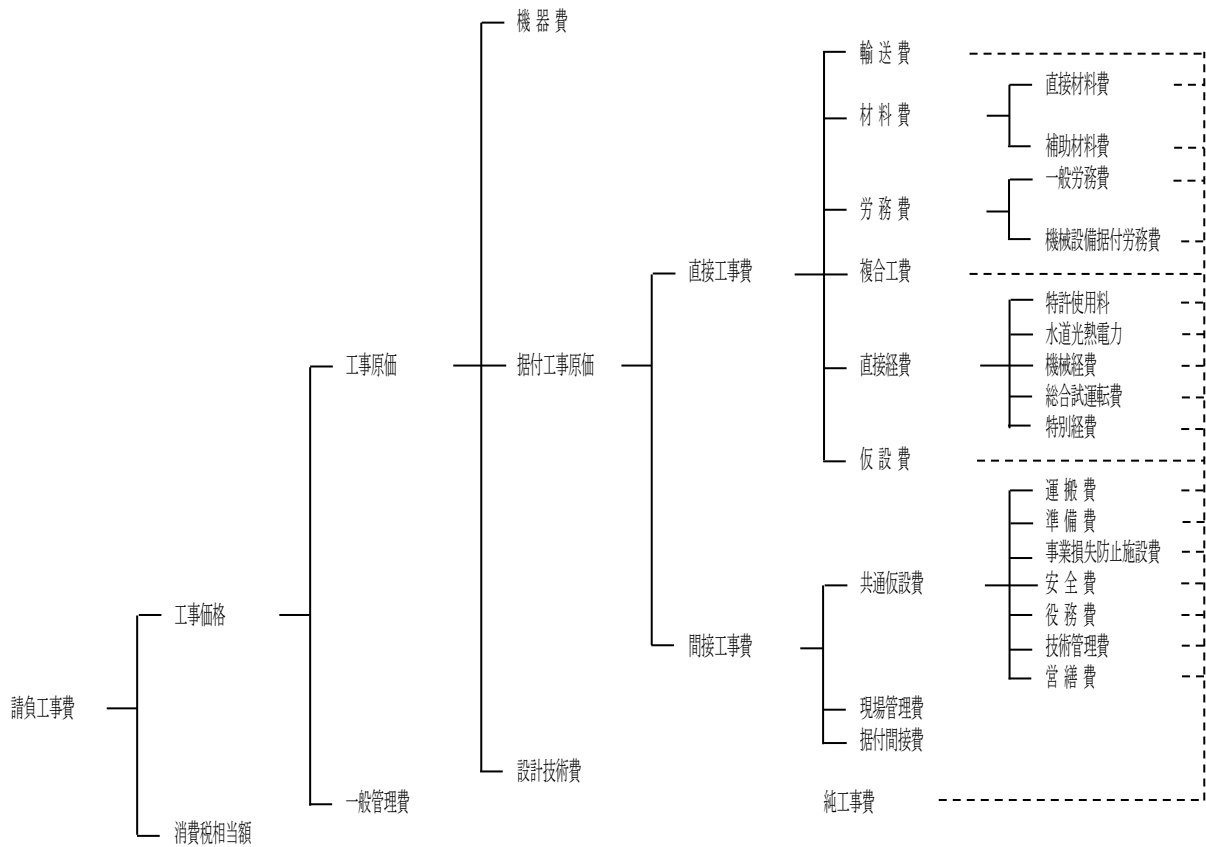 機 器 費
輸 送 費
直接材料費
材 料 費
補助材料費
一般労務費
労 務 費
機械設備据付労務費
直接工事費
複合工費
特許使用料
水道光熱電力
工事原価
据付工事原価
直接経費
機械経費
総合試運転費
特別経費
仮 設 費
運 搬 費
準 備 費
事業損失防止施設費
共通仮設費
安 全 費
工事価格
役 務 費
間接工事費
技術管理費
営 繕 費
請負工事費
現場管理費
据付間接費
設計技術費
一般管理費
純工事費
消費税相当額